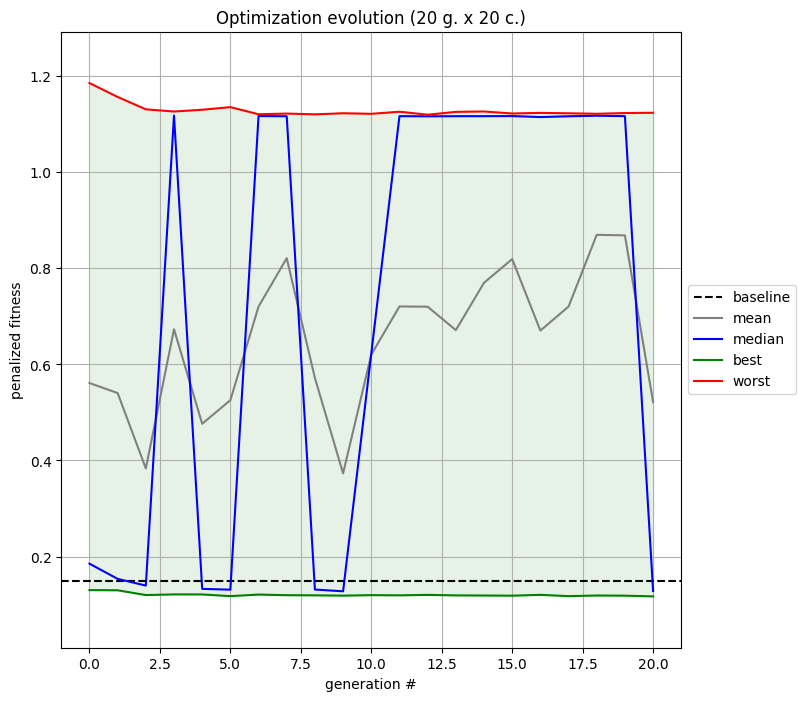 Optimization evolution (20 g. x 20 c.)
penalized fitness
1.2
1.0
0.8
0.6
0.4
0.2
0.0 2.5 5.0 7.5 10.0 12.5 15.0 17.5 20.0
generation #
baseline
mean
median
best
worst